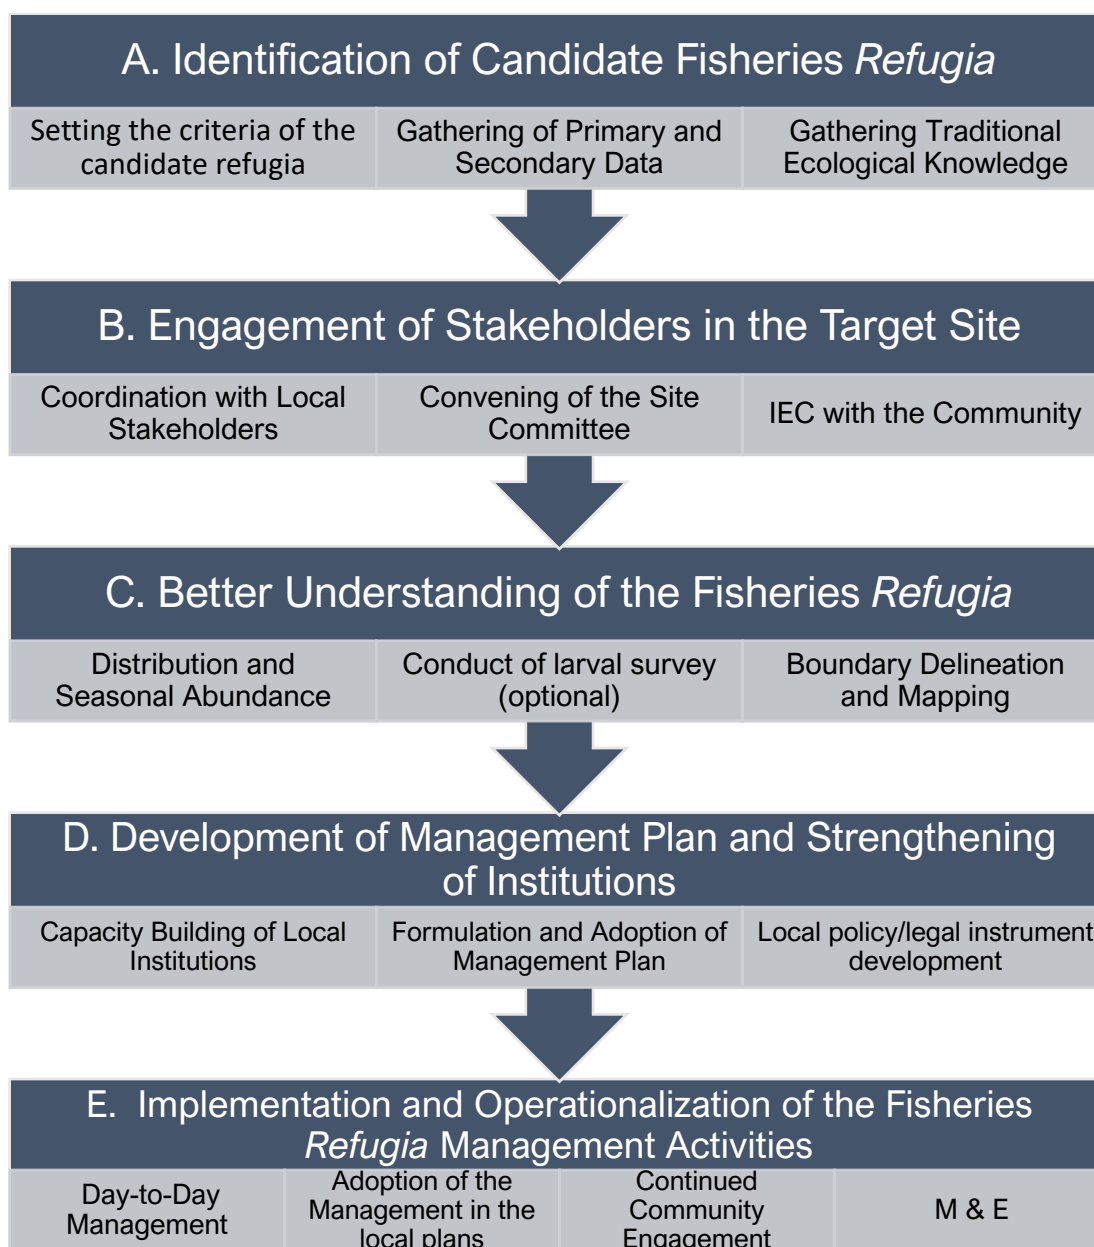 A. Identification of Candidate Fisheries Refugia
Setting the criteria of the
candidate refugia
Gathering of Primary and
Secondary Data
Gathering Traditional
Ecological Knowledge
B. Engagement of Stakeholders in the Target Site
Coordination with Local
Stakeholders
Convening of the Site
Committee
IEC with the Community
C. Better Understanding of the Fisheries Refugia
Distribution and
Seasonal Abundance
Conduct of larval survey
(optional)
Boundary Delineation
and Mapping
D. Development of Management Plan and Strengthening
of Institutions
Capacity Building of Local
Institutions
Formulation and Adoption of
Management Plan
Local policy/legal instrument
development
E. Implementation and Operationalization of the Fisheries
Refugia Management Activities
Day-to-Day
Management
Adoption of the
Management in the
local plans
Continued
Community
Engagement
M & E